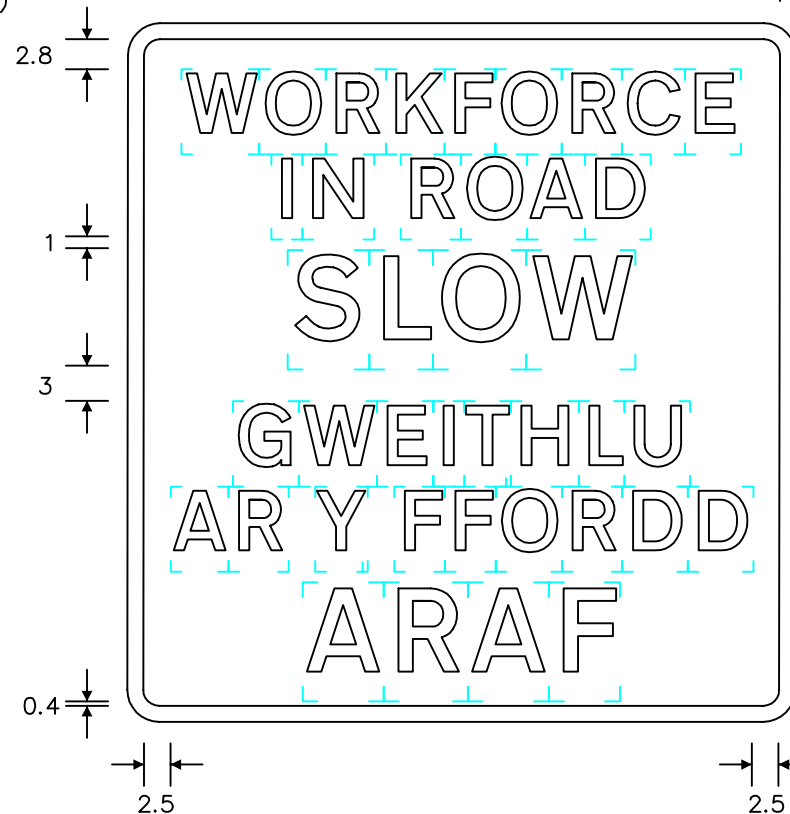 )
2.8
WORKFORCE
IN ROAD
1
SLOW
3
GWEITHLU
AR Y FFORDD
ARAF
0.4
2.5 2.5